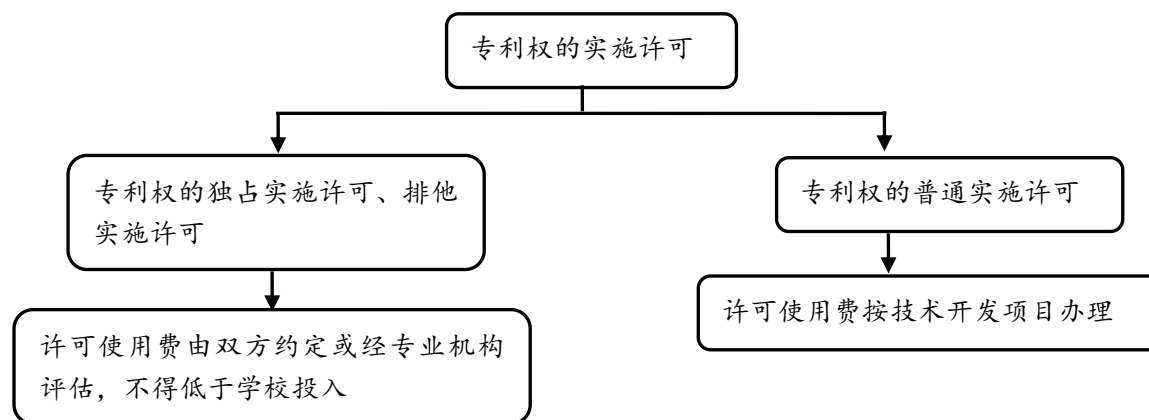 专利权的实施许可
专利权的独占实施许可、排他
实施许可
专利权的普通实施许可
许可使用费由双方约定或经专业机构
评估，不得低于学校投入
许可使用费按技术开发项目办理